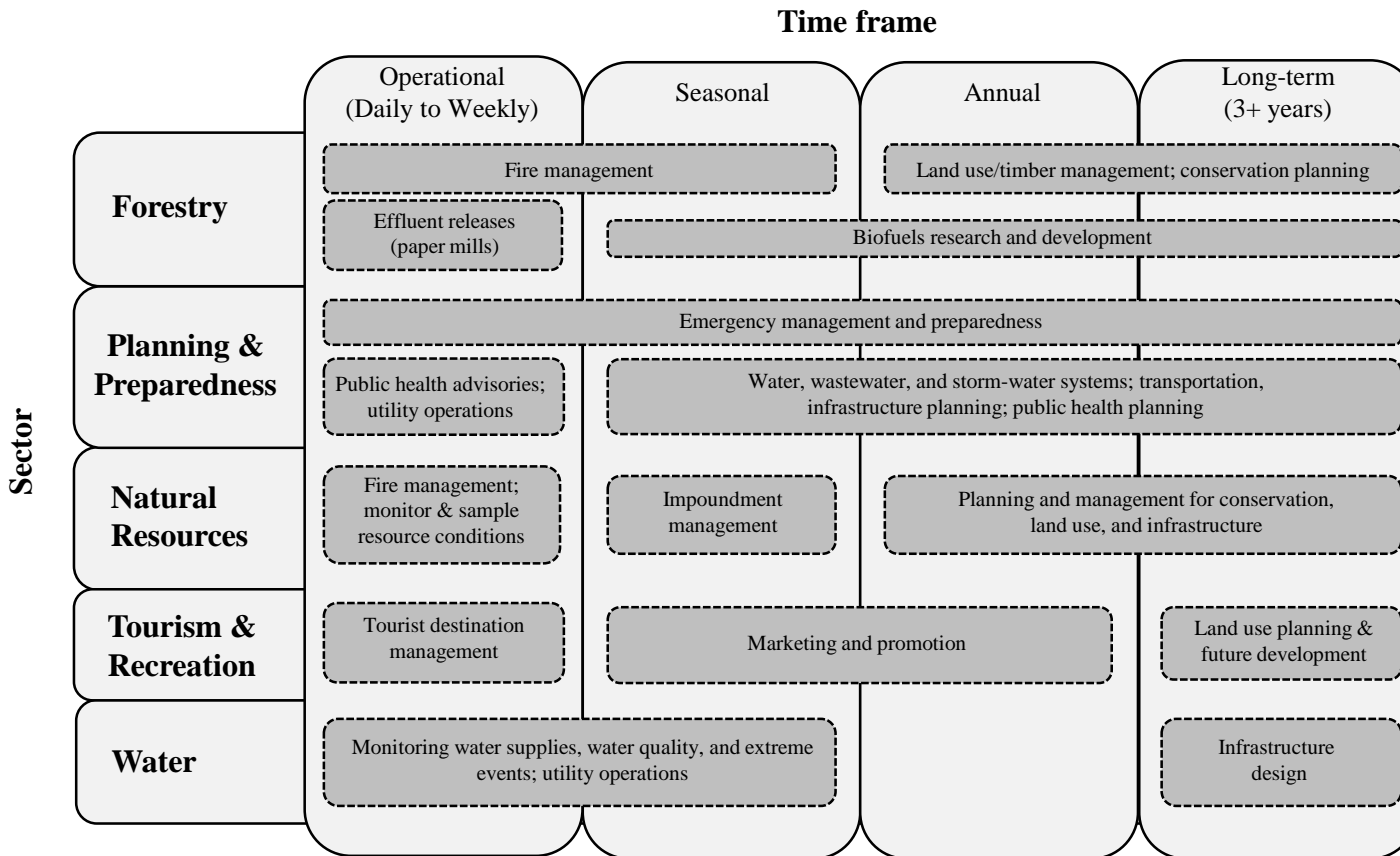 Time frame
Operational
(Daily to Weekly)
Seasonal
Annual
Long-term
(3+ years)
Sector
Forestry
Fire management
Land use/timber management; conservation planning
Effluent releases
(paper mills)
Biofuels research and development
Planning &
Preparedness
Emergency management and preparedness
Public health advisories;
utility operations
Water, wastewater, and storm-water systems; transportation,
infrastructure planning; public health planning
Natural
Resources
Fire management;
monitor & sample
resource conditions
Impoundment
management
Planning and management for conservation,
land use, and infrastructure
Tourism &
Recreation
Tourist destination
management
Marketing and promotion
Land use planning &
future development
Water
Monitoring water supplies, water quality, and extreme
events; utility operations
Infrastructure
design